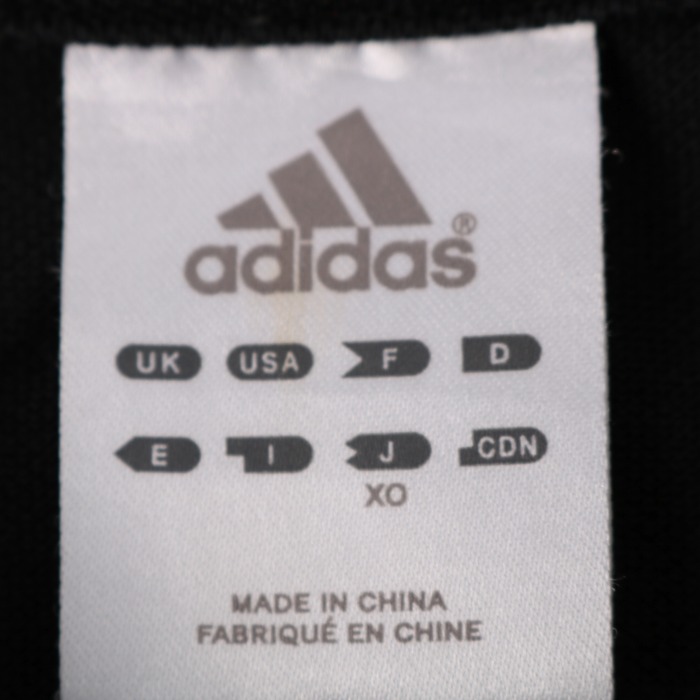 adidas®
UK USA F D
E I J CDN
XO
MADE IN CHINA
FABRIQUÉ EN CHINE